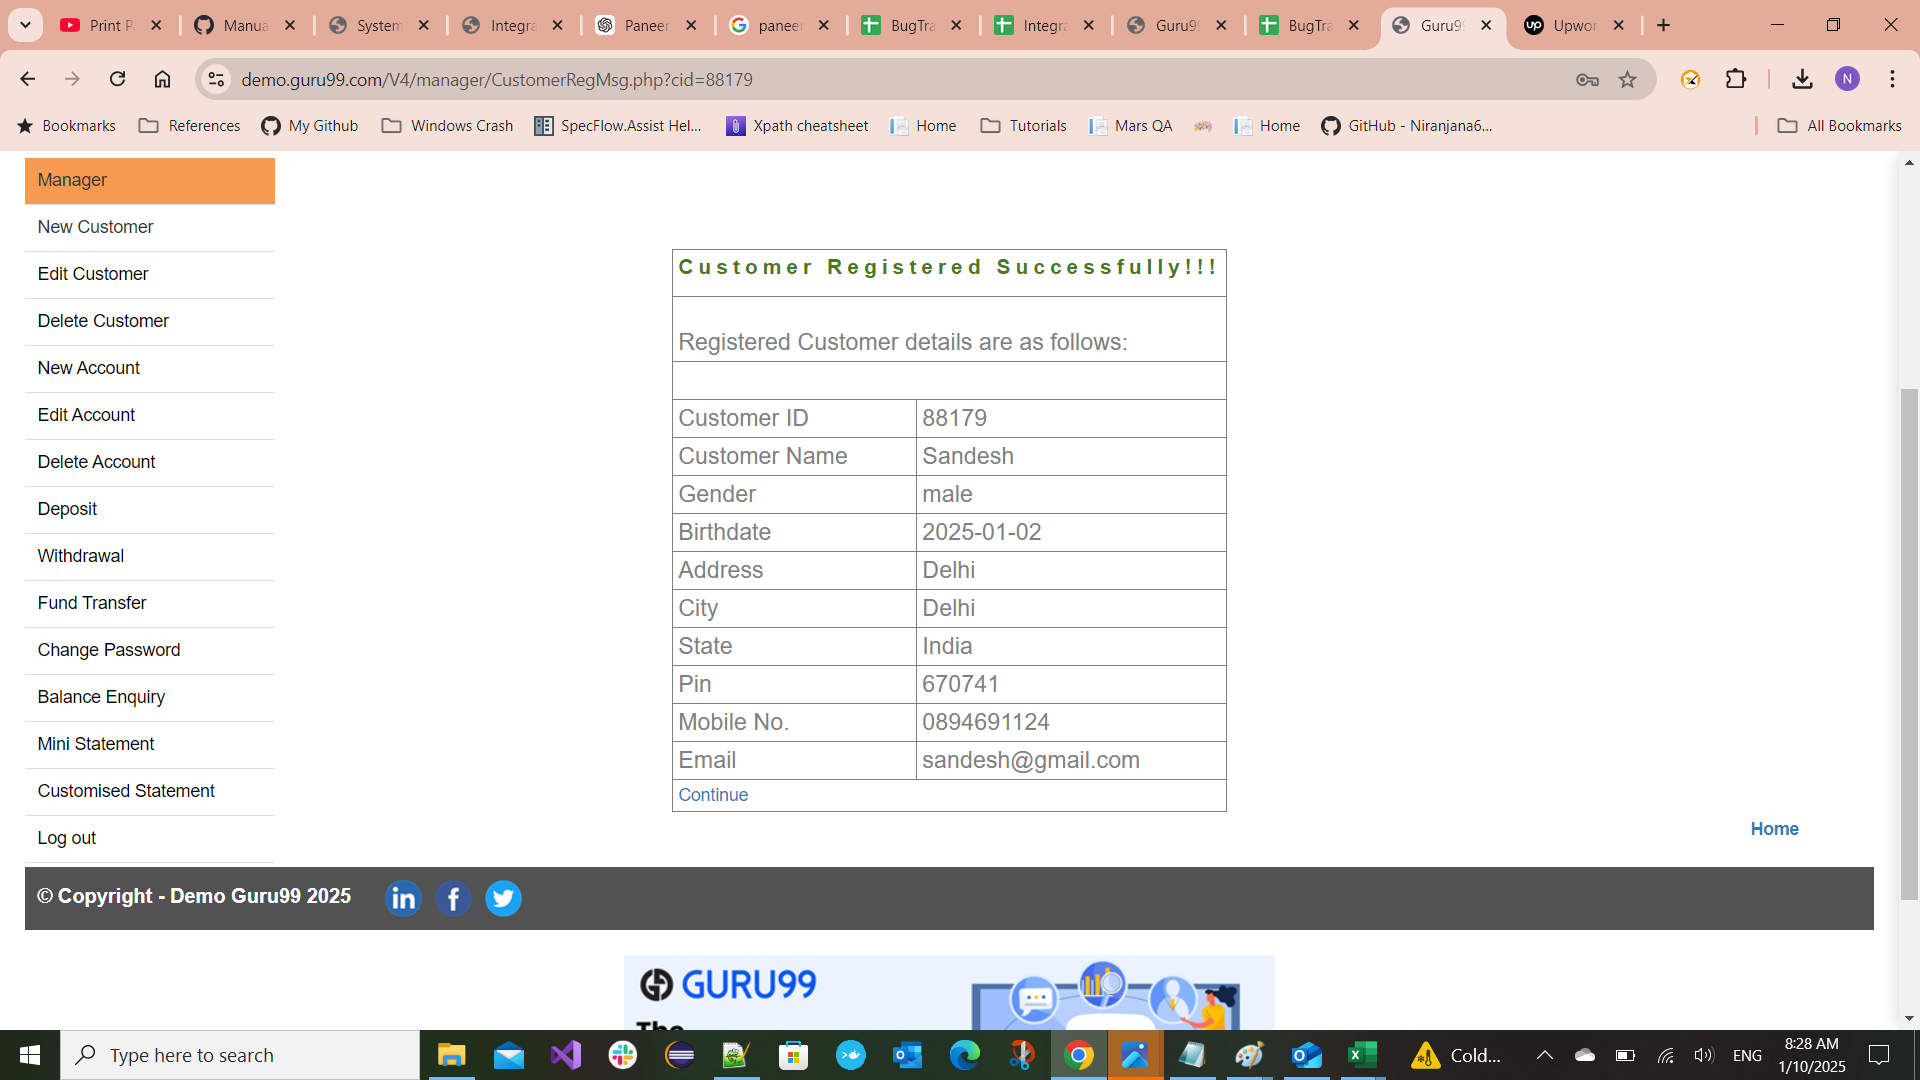 Print P
Manua
System
Integra
Paneer
paneer
BugTra
Integra
Guru99
BugTra
Guru99
Upwor
demo.guru99.com/V4/manager/CustomerRegMsg.php?cid=88179
N
Bookmarks
References
My Github
Windows Crash
SpecFlow.Assist Hel...
Xpath cheatsheet
Home
Tutorials
Mars QA
Home
GitHub - Niranjana6...
All Bookmarks
Manager
New Customer
Edit Customer
Delete Customer
New Account
Edit Account
Delete Account
Deposit
Withdrawal
Fund Transfer
Change Password
Balance Enquiry
Mini Statement
Customised Statement
Log out
Customer Registered Successfully!!!
Registered Customer details are as follows:
Customer ID 88179
Customer Name Sandesh
Gender male
Birthdate 2025-01-02
Address Delhi
City Delhi
State India
Pin 670741
Mobile No. 0894691124
Email sandesh@gmail.com
Continue
Home
© Copyright - Demo Guru99 2025
GURU99
The
Type here to search
Cold...
ENG
8:28 AM
1/10/2025